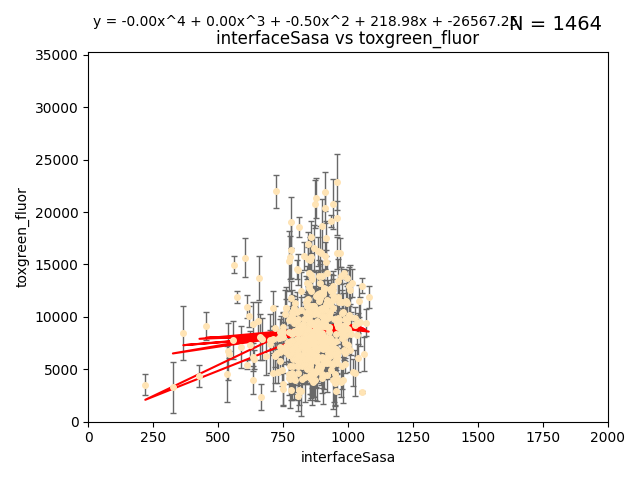 y = -0.00x^4 + 0.00x^3 + -0.50x^2 + 218.98x + -26567.25
N = 1464
interfaceSasa vs toxgreen_fluor
35000
30000
25000
20000
15000
10000
5000
0
toxgreen_fluor
0 250 500 750 1000 1250 1500 1750 2000
interfaceSasa